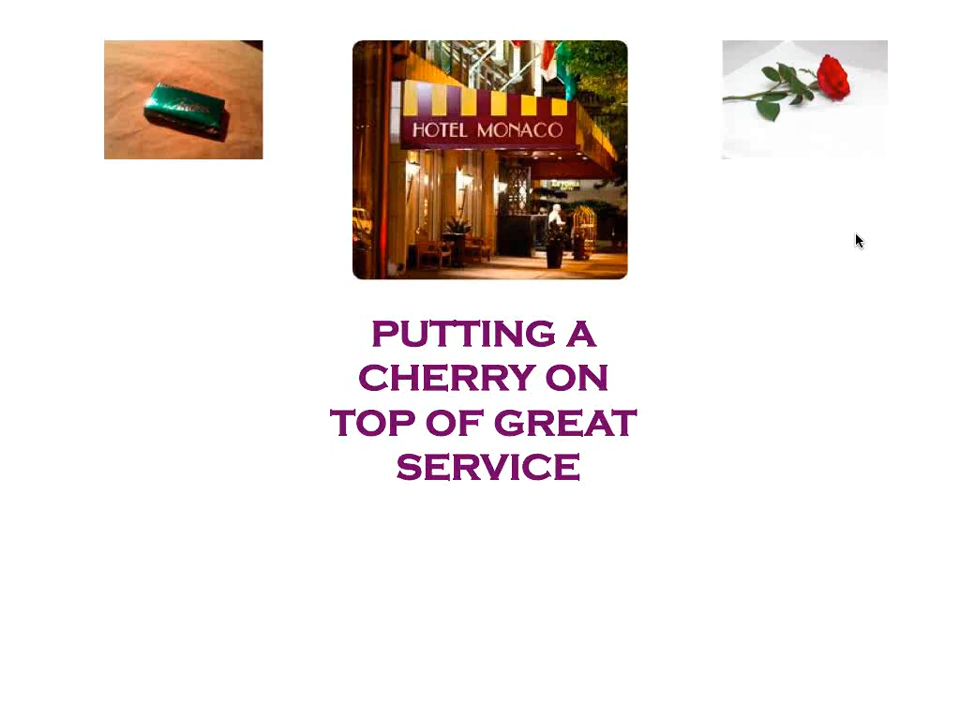 HOTEL MONACO
PUTTING A
CHERRY ON
TOP OF GREAT
SERVICE